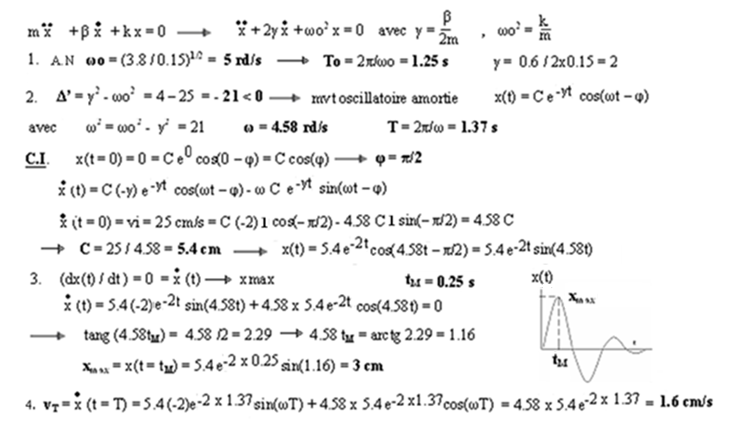 mẍ + βẋ + kx = 0 ⟶ ẍ + 2γẋ + ωo² x = 0 avec γ = β/2m , ωo² = k/m
1. A.N ωo = (3.8 / 0.15)^1/2 = 5 rd/s ⟶ To = 2π/ωo = 1.25 s γ = 0.6 / 2x0.15 = 2
2. Δ' = γ² - ωo² = 4 – 25 = - 21 < 0 ⟶ mvt oscillatoire amortie x(t) = C e^-γt cos(ωt – φ)
avec ω² = ωo² - γ² = 21 ω = 4.58 rd/s T = 2π/ω = 1.37 s
C.I. x(t = 0) = 0 = C e^0 cos(0 – φ) = C cos(φ) ⟶ φ = π/2
ẋ (t) = C (-γ) e^-γt cos(ωt – φ) - ω C e^-γt sin(ωt – φ)
ẋ (t = 0) = vi = 25 cm/s = C (-2) 1 cos(– π/2) - 4.58 C 1 sin(– π/2) = 4.58 C
⟶ C = 25 / 4.58 = 5.4 cm ⟶ x(t) = 5.4 e^-2t cos(4.58t – π/2) = 5.4 e^-2t sin(4.58t)
3. (dx(t) / dt ) = 0 = ẋ (t) ⟶ x max tM = 0.25 s
ẋ (t) = 5.4 (-2) e^-2t sin(4.58t) + 4.58 x 5.4 e^-2t cos(4.58t) = 0
⟶ tang (4.58tM) = 4.58 /2 = 2.29 ⟶ 4.58 tM = arctg 2.29 = 1.16
xmax = x(t = tM) = 5.4 e^-2 x 0.25 sin(1.16) = 3 cm
x(t)
xmax
t
tM
4. vT = ẋ (t = T) = 5.4 (-2) e^-2 x 1.37 sin(ωT) + 4.58 x 5.4 e^-2 x1.37 cos(ωT) = 4.58 x 5.4 e^-2 x 1.37 = 1.6 cm/s